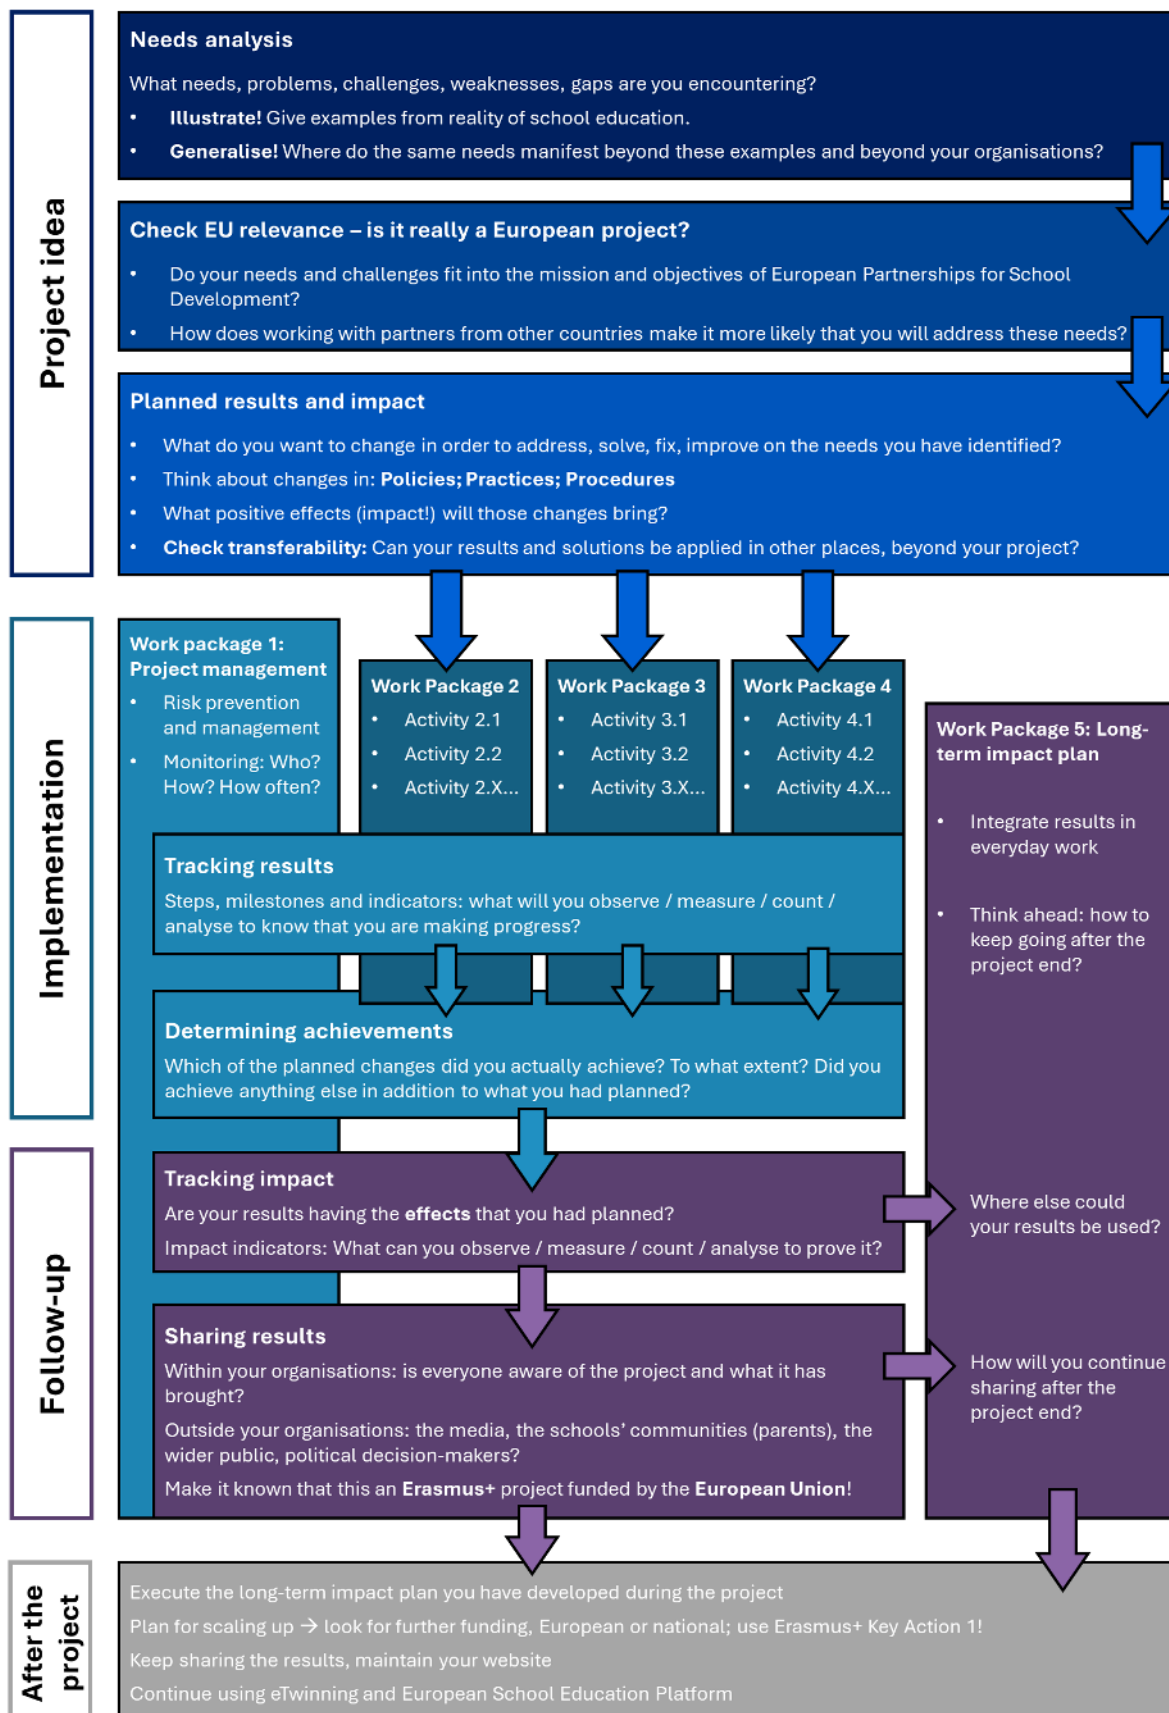 Project idea
Needs analysis
What needs, problems, challenges, weaknesses, gaps are you encountering?
• Illustrate! Give examples from reality of school education.
• Generalise! Where do the same needs manifest beyond these examples and beyond your organisations?
Check EU relevance – is it really a European project?
• Do your needs and challenges fit into the mission and objectives of European Partnerships for School
Development?
• How does working with partners from other countries make it more likely that you will address these needs?
Planned results and impact
• What do you want to change in order to address, solve, fix, improve on the needs you have identified?
• Think about changes in: Policies; Practices; Procedures
• What positive effects (impact!) will those changes bring?
• Check transferability: Can your results and solutions be applied in other places, beyond your project?
Implementation
Work package 1:
Project management
• Risk prevention
and management
• Monitoring: Who?
How? How often?
Work Package 2
• Activity 2.1
• Activity 2.2
• Activity 2.X...
Work Package 3
• Activity 3.1
• Activity 3.2
• Activity 3.X...
Work Package 4
• Activity 4.1
• Activity 4.2
• Activity 4.X...
Work Package 5: Long-
term impact plan
• Integrate results in
everyday work
• Think ahead: how to
keep going after the
project end?
Tracking results
Steps, milestones and indicators: what will you observe / measure / count /
analyse to know that you are making progress?
Determining achievements
Which of the planned changes did you actually achieve? To what extent? Did you
achieve anything else in addition to what you had planned?
Follow-up
Tracking impact
Are your results having the effects that you had planned?
Impact indicators: What can you observe / measure / count / analyse to prove it?
Where else could
your results be used?
Sharing results
Within your organisations: is everyone aware of the project and what it has
brought?
Outside your organisations: the media, the schools' communities (parents), the
wider public, political decision-makers?
Make it known that this an Erasmus+ project funded by the European Union!
How will you continue
sharing after the
project end?
After the
project
Execute the long-term impact plan you have developed during the project
Plan for scaling up → look for further funding, European or national; use Erasmus+ Key Action 1!
Keep sharing the results, maintain your website
Continue using eTwinning and European School Education Platform